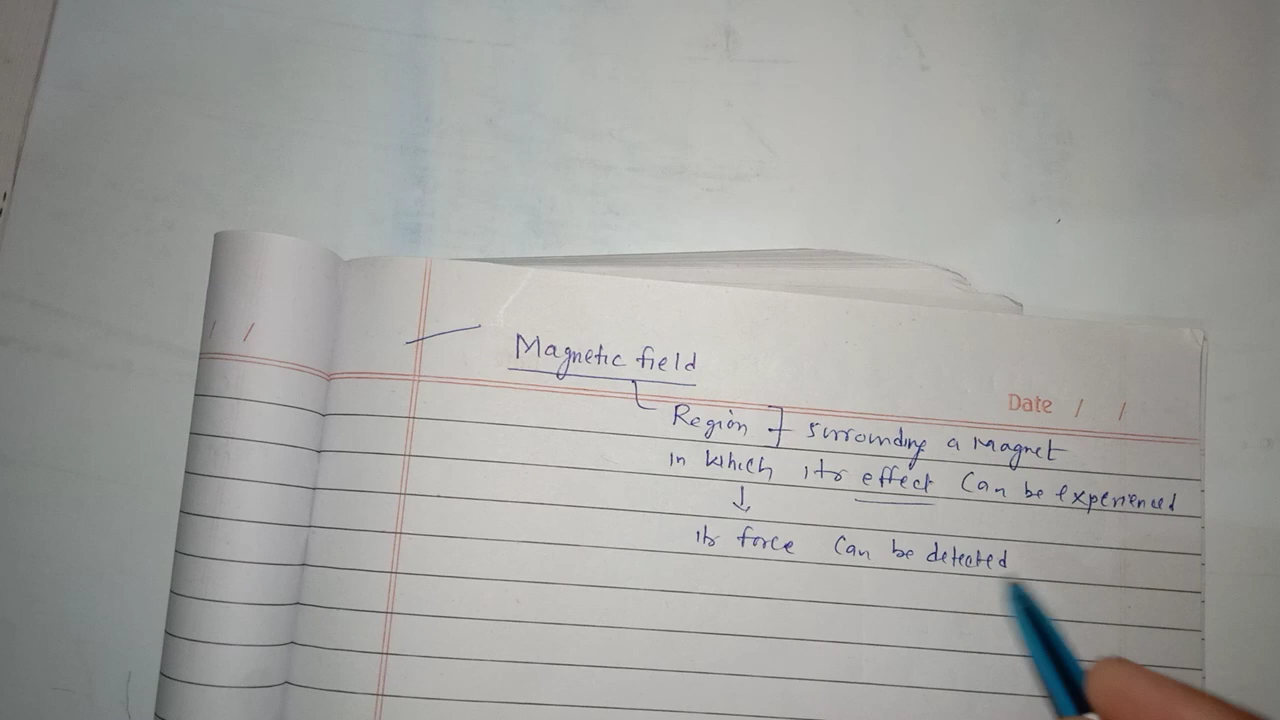 / /
Magnetic field
Date / /
Region surrounding a Magnet
in which its effect Can be experienced
↓
its force Can be detected